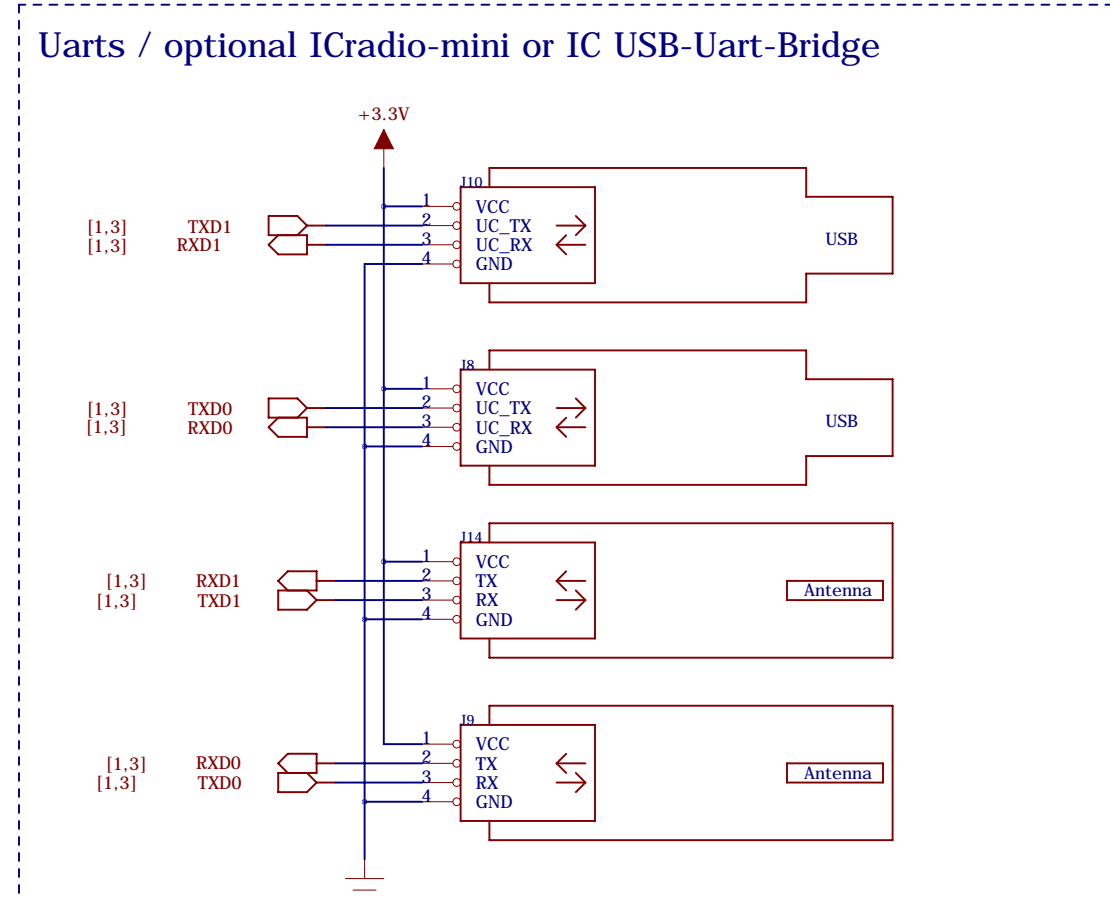 Uarts / optional ICradio-mini or IC USB-Uart-Bridge
+3.3V
J10
1 VCC
[1,3] TXD1 2 UC_TX
[1,3] RXD1 3 UC_RX USB
4 GND
J8
1 VCC
[1,3] TXD0 2 UC_TX
[1,3] RXD0 3 UC_RX USB
4 GND
J14
1 VCC
[1,3] RXD1 2 TX
[1,3] TXD1 3 RX Antenna
4 GND
J9
1 VCC
[1,3] RXD0 2 TX
[1,3] TXD0 3 RX Antenna
4 GND